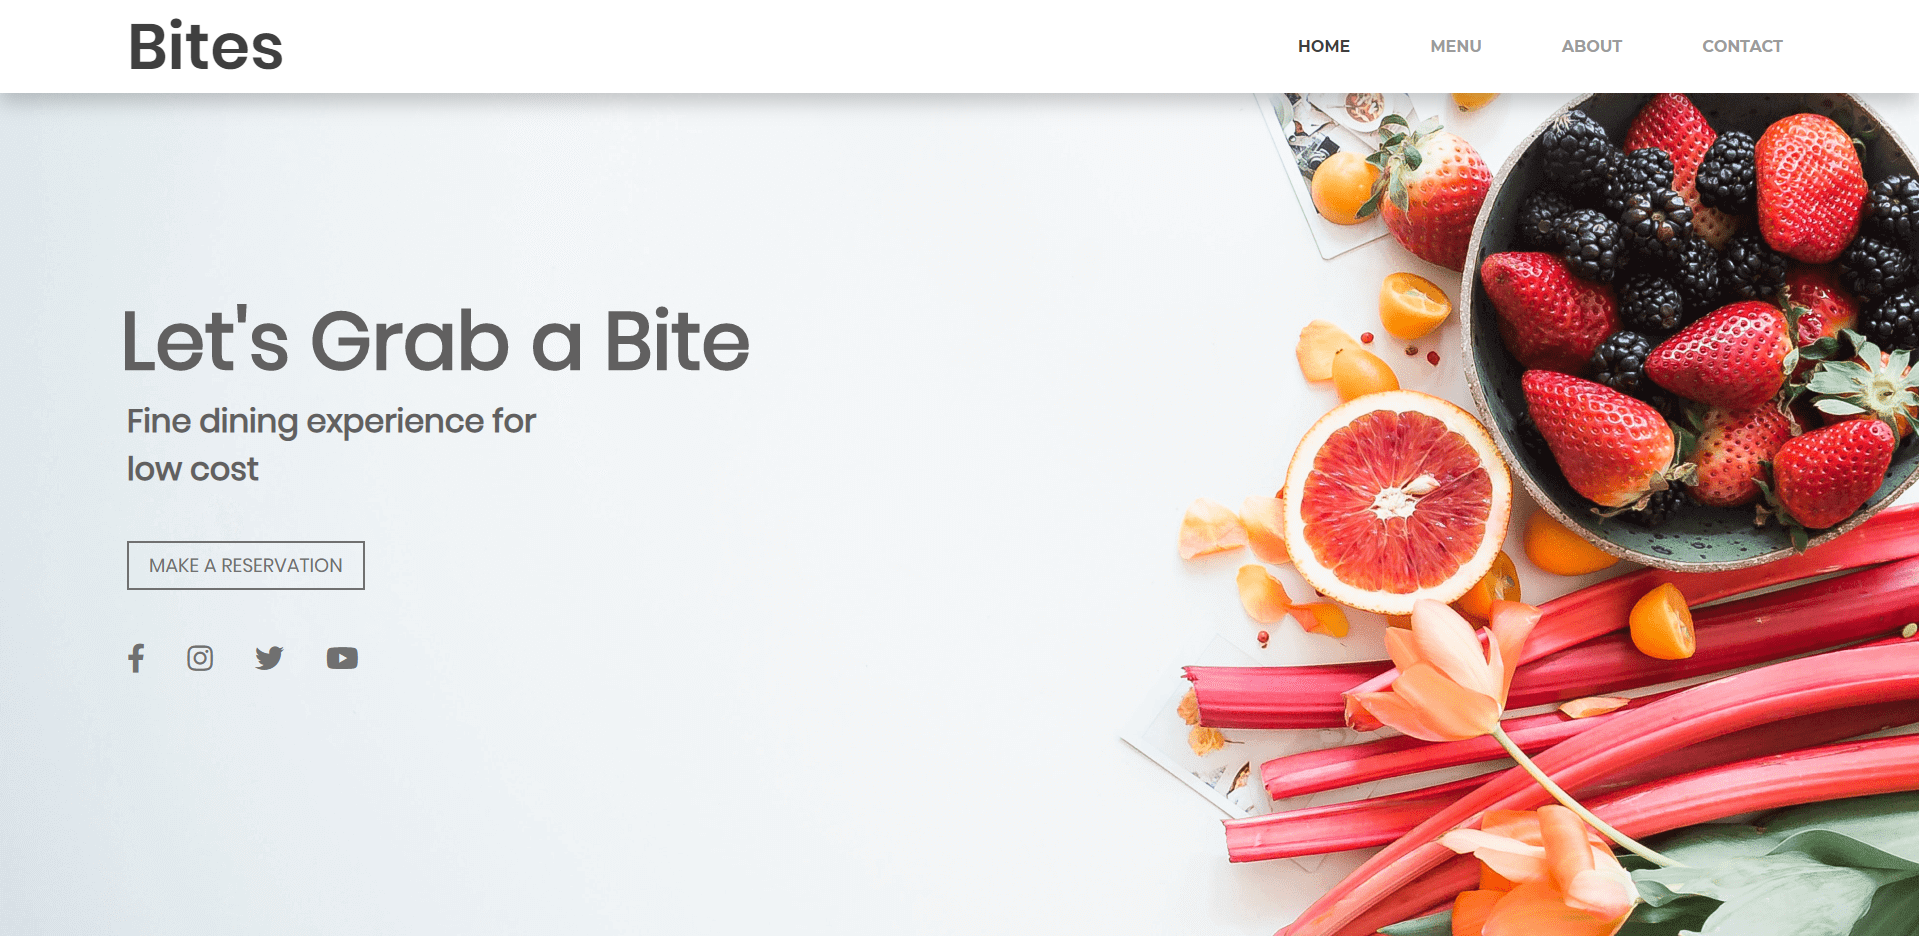 Bites
HOME
MENU
ABOUT
CONTACT
Let's Grab a Bite
Fine dining experience for
low cost
MAKE A RESERVATION